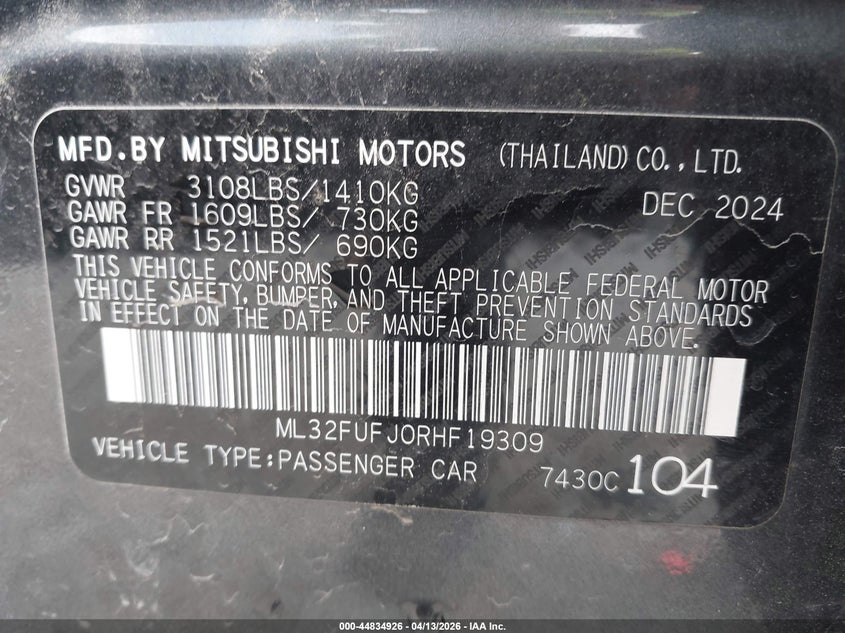 MFD.BY MITSUBISHI MOTORS (THAILAND) CO.,LTD.
GVWR 3108LBS/1410KG DEC 2024
GAWR FR 1609LBS/ 730KG
GAWR RR 1521LBS/ 690KG
THIS VEHICLE CONFORMS TO ALL APPLICABLE FEDERAL MOTOR
VEHICLE SAFETY, BUMPER, AND THEFT PREVENTION STANDARDS
IN EFFECT ON THE DATE OF MANUFACTURE SHOWN ABOVE.
ML32FUFJ0RHF19309
VEHICLE TYPE:PASSENGER CAR 7430C 104
000-44834926 | 04/13/2026 | IAA Inc.